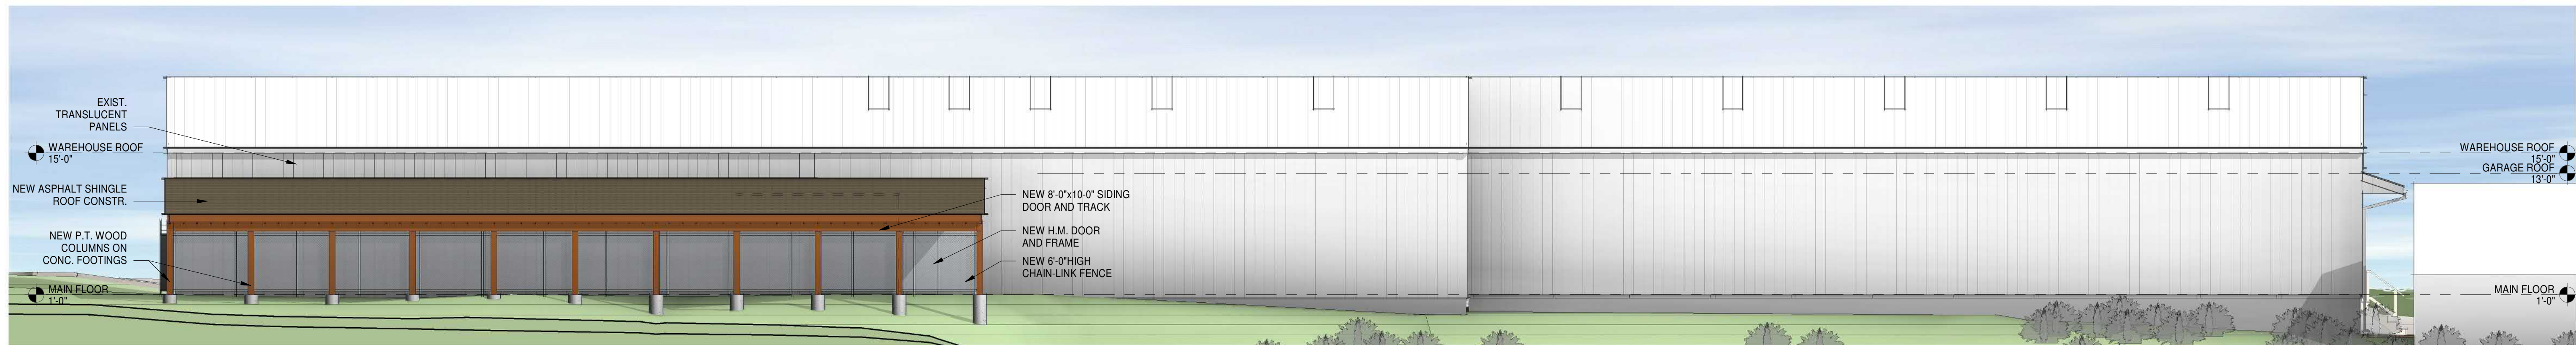 EXIST.
TRANSLUCENT
PANELS
WAREHOUSE ROOF
15'-0"
NEW ASPHALT SHINGLE
ROOF CONSTR.
NEW P.T. WOOD
COLUMNS ON
CONC. FOOTINGS
MAIN FLOOR
1'-0"
NEW 8'-0"x10-0" SIDING
DOOR AND TRACK
NEW H.M. DOOR
AND FRAME
NEW 6'-0"HIGH
CHAIN-LINK FENCE
WAREHOUSE ROOF
15'-0"
GARAGE ROOF
13'-0"
MAIN FLOOR
1'-0"